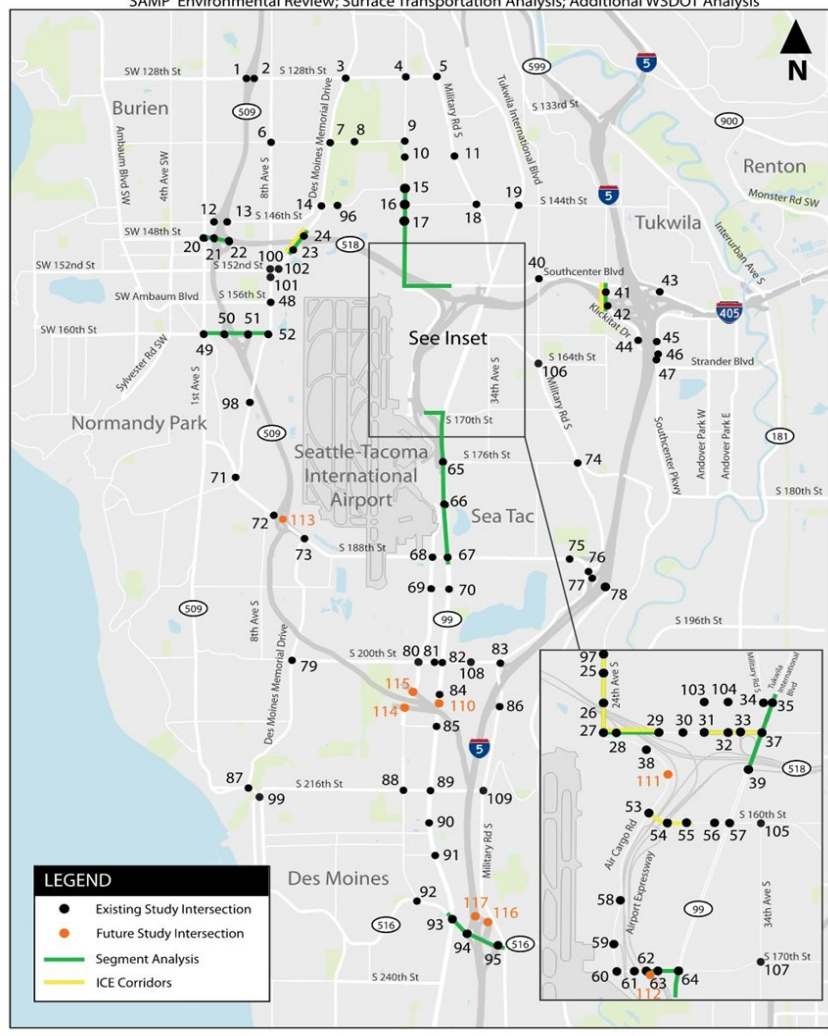 SAMP Environmental Review; Surface Transportation Analysis; Additional WSDOT Analysis
SW 128th St
1
2
S 128th St
3
4
5
599
5
N
Burien
509
Des Moines Memorial Drive
Military Rd S
Tukwila International Blvd
S 133rd St
900
Ambaum Blvd SW
4th Ave SW
6
8th Ave S
7
8
9
10
11
Renton
Monster Rd SW
12
13
14
S 146th St
96
15
16
17
18
19
S 144th St
5
Tukwila
Interurban Ave S
SW 148th St
20
21
22
24
23
518
SW 152nd St
S 152nd St
100
102
101
40
Southcenter Blvd
41
42
43
SW Ambaum Blvd
S 156th St
48
Klickitat Dr
405
SW 160th St
50
51
49
52
See Inset
44
45
46
47
Strander Blvd
Sylvester Rd SW
1st Ave S
34th Ave S
S 164th St
106
Normandy Park
98
509
S 170th St
Military Rd S
Southcenter Pkwy
Andover Park W
Andover Park E
181
Seattle-Tacoma
International
Airport
65
S 176th St
74
71
66
Sea Tac
S 180th St
72
113
73
S 188th St
68
67
75
76
77
78
69
70
509
8th Ave S
99
S 196th St
79
S 200th St
80
81
82
108
83
Des Moines Memorial Drive
115
114
84
110
85
86
5
87
99
S 216th St
88
89
109
90
91
Military Rd S
Des Moines
92
516
93
94
117
116
95
516
S 240th St
97
25
24th Ave S
26
27
28
29
30
31
32
33
103
104
34
35
Military Rd S
Tukwila International Blvd
37
38
39
111
518
53
54
55
56
57
S 160th St
105
Air Cargo Rd
Airport Expressway
58
59
99
34th Ave S
60
61
62
63
64
112
S 170th St
107
LEGEND
Existing Study Intersection
Future Study Intersection
Segment Analysis
ICE Corridors